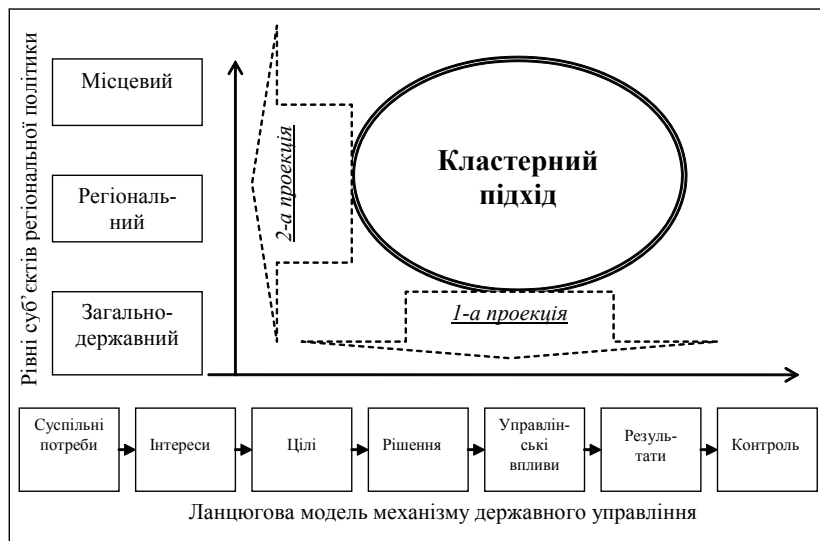 Рівні суб’єктів регіональної політики
Місцевий
Регіональ-
ний
Загально-
державний
2-а проекція
Кластерний
підхід
1-а проекція
Суспільні
потреби
Інтереси
Цілі
Рішення
Управлін-
ські
впливи
Резуль-
тати
Контроль
Ланцюгова модель механізму державного управління